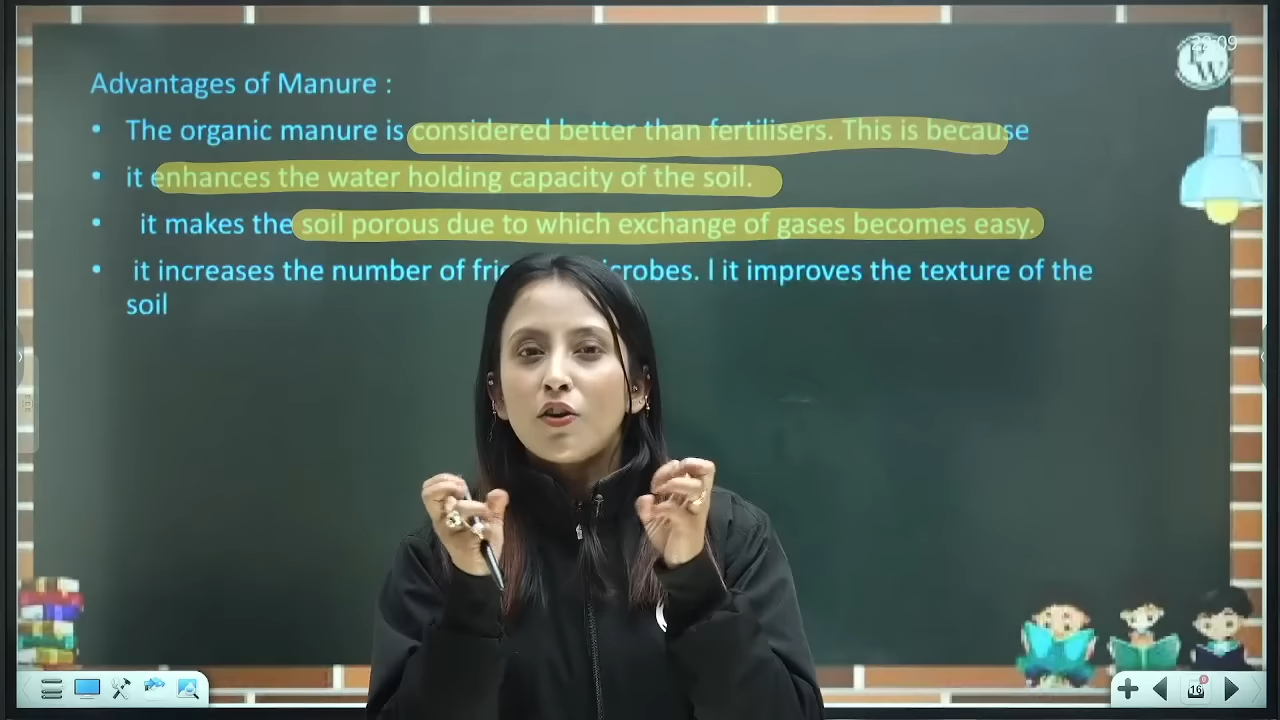 Advantages of Manure :
• The organic manure is considered better than fertilisers. This is because
• it enhances the water holding capacity of the soil.
• it makes the soil porous due to which exchange of gases becomes easy.
• it increases the number of crobes. l it improves the texture of the
soil
PW
16